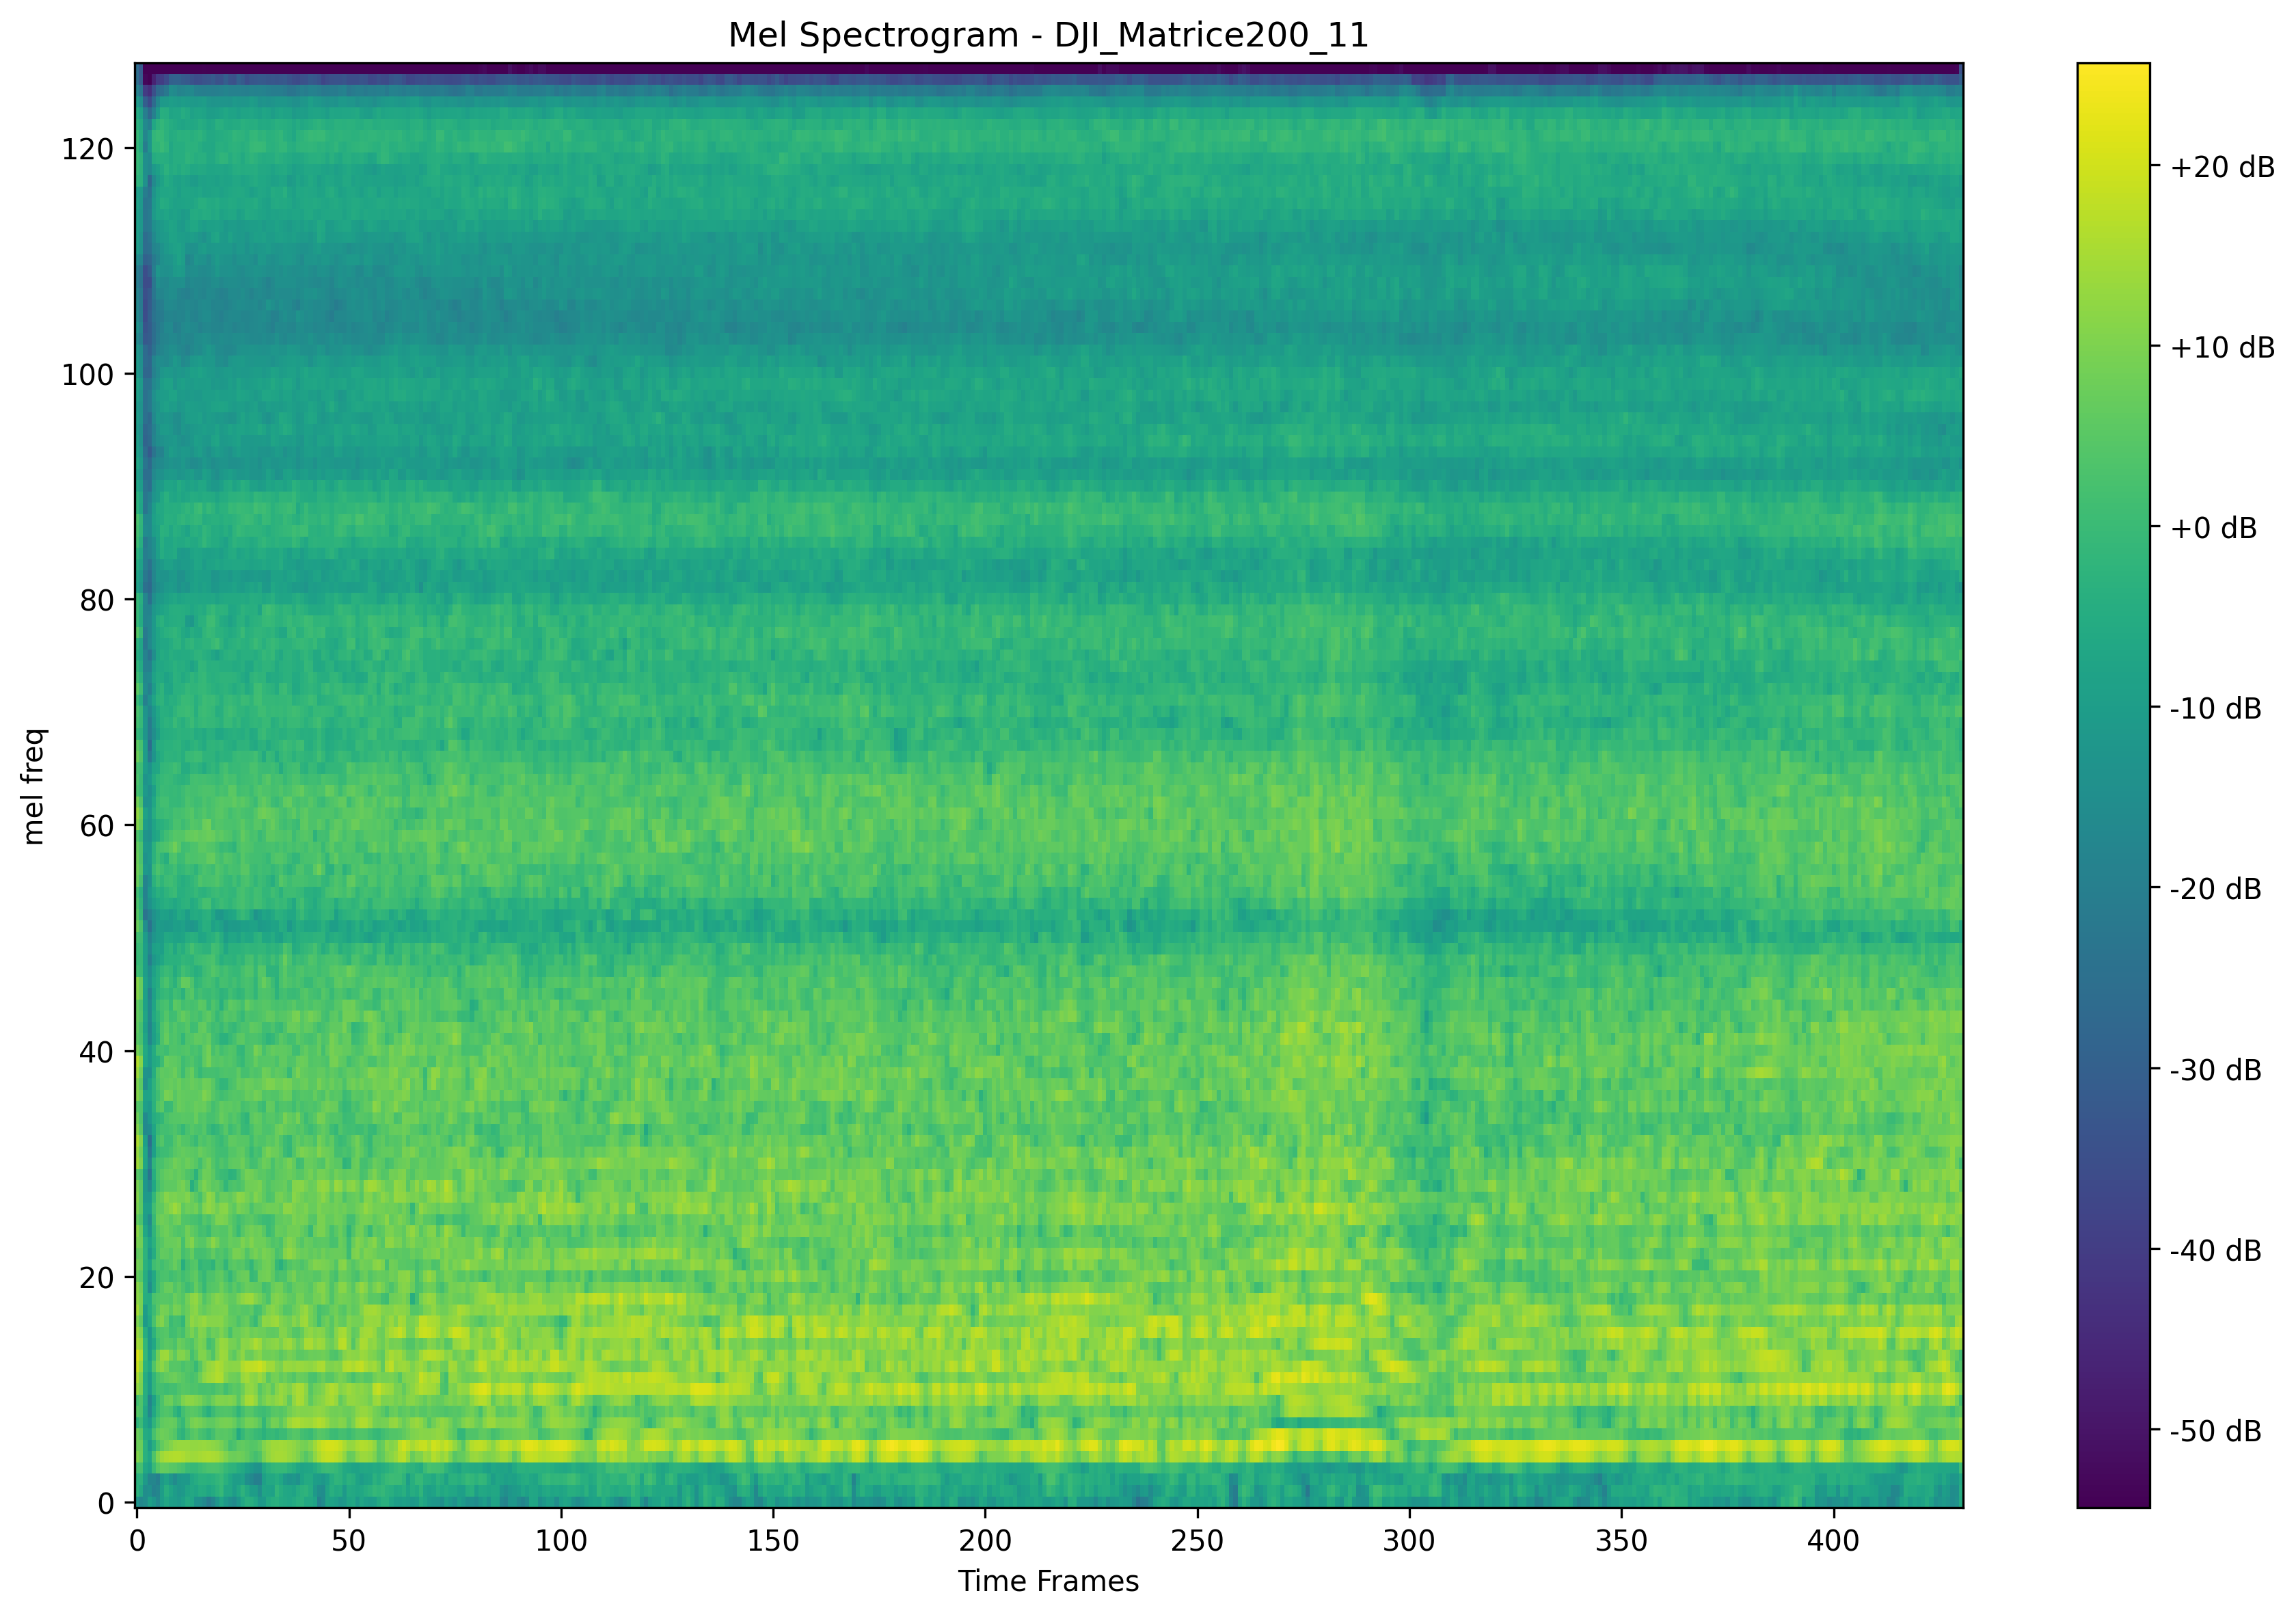 Mel Spectrogram - DJI_Matrice200_11
120
100
80
60
40
20
0
mel freq
0 50 100 150 200 250 300 350 400
Time Frames
+20 dB
+10 dB
+0 dB
-10 dB
-20 dB
-30 dB
-40 dB
-50 dB